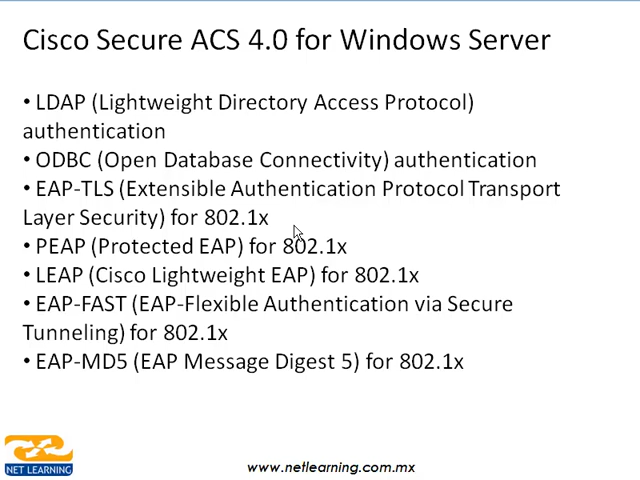 Cisco Secure ACS 4.0 for Windows Server
• LDAP (Lightweight Directory Access Protocol)
authentication
• ODBC (Open Database Connectivity) authentication
• EAP-TLS (Extensible Authentication Protocol Transport
Layer Security) for 802.1x
• PEAP (Protected EAP) for 802.1x
• LEAP (Cisco Lightweight EAP) for 802.1x
• EAP-FAST (EAP-Flexible Authentication via Secure
Tunneling) for 802.1x
• EAP-MD5 (EAP Message Digest 5) for 802.1x
NET LEARNING
www.netlearning.com.mx